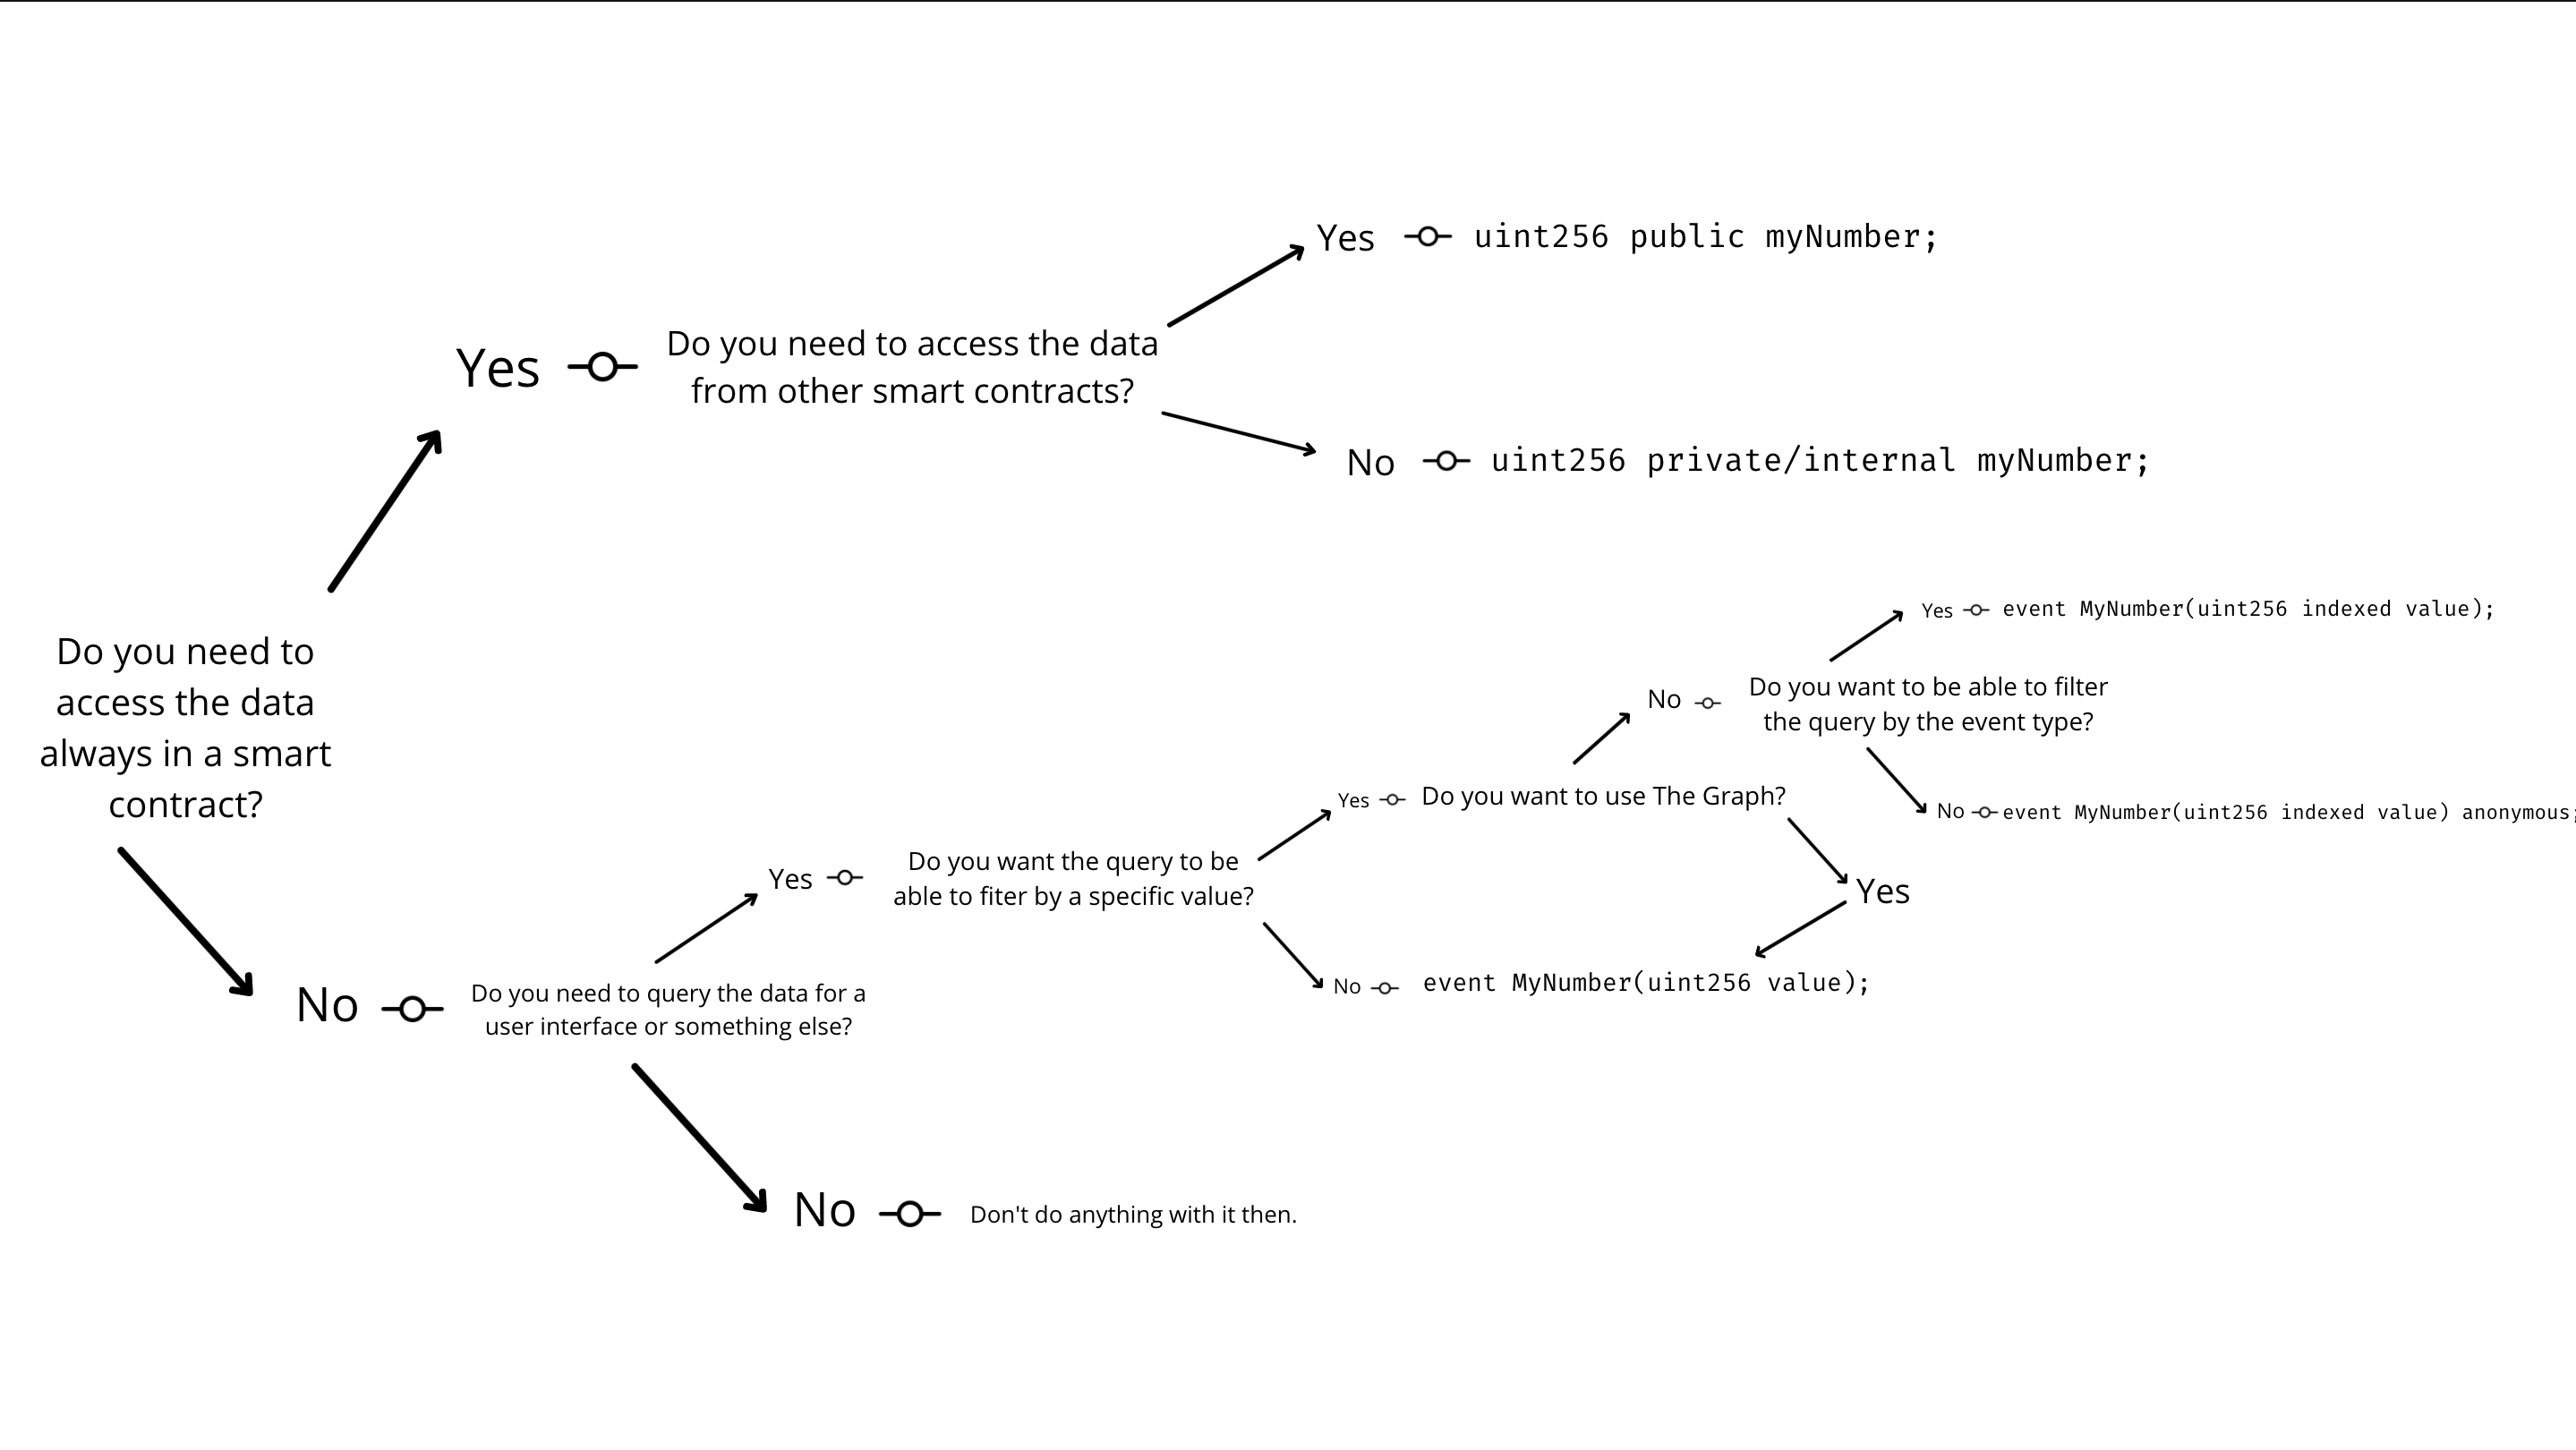 Yes
uint256 public myNumber;
Yes
Do you need to access the data
from other smart contracts?
No
uint256 private/internal myNumber;
Do you need to
access the data
always in a smart
contract?
Yes
event MyNumber(uint256 indexed value);
No
Do you want to be able to filter
the query by the event type?
No
event MyNumber(uint256 indexed value) anonymous;
Yes
Do you want to use The Graph?
Yes
Yes
Do you want the query to be
able to fiter by a specific value?
No
event MyNumber(uint256 value);
No
Do you need to query the data for a
user interface or something else?
No
Don't do anything with it then.